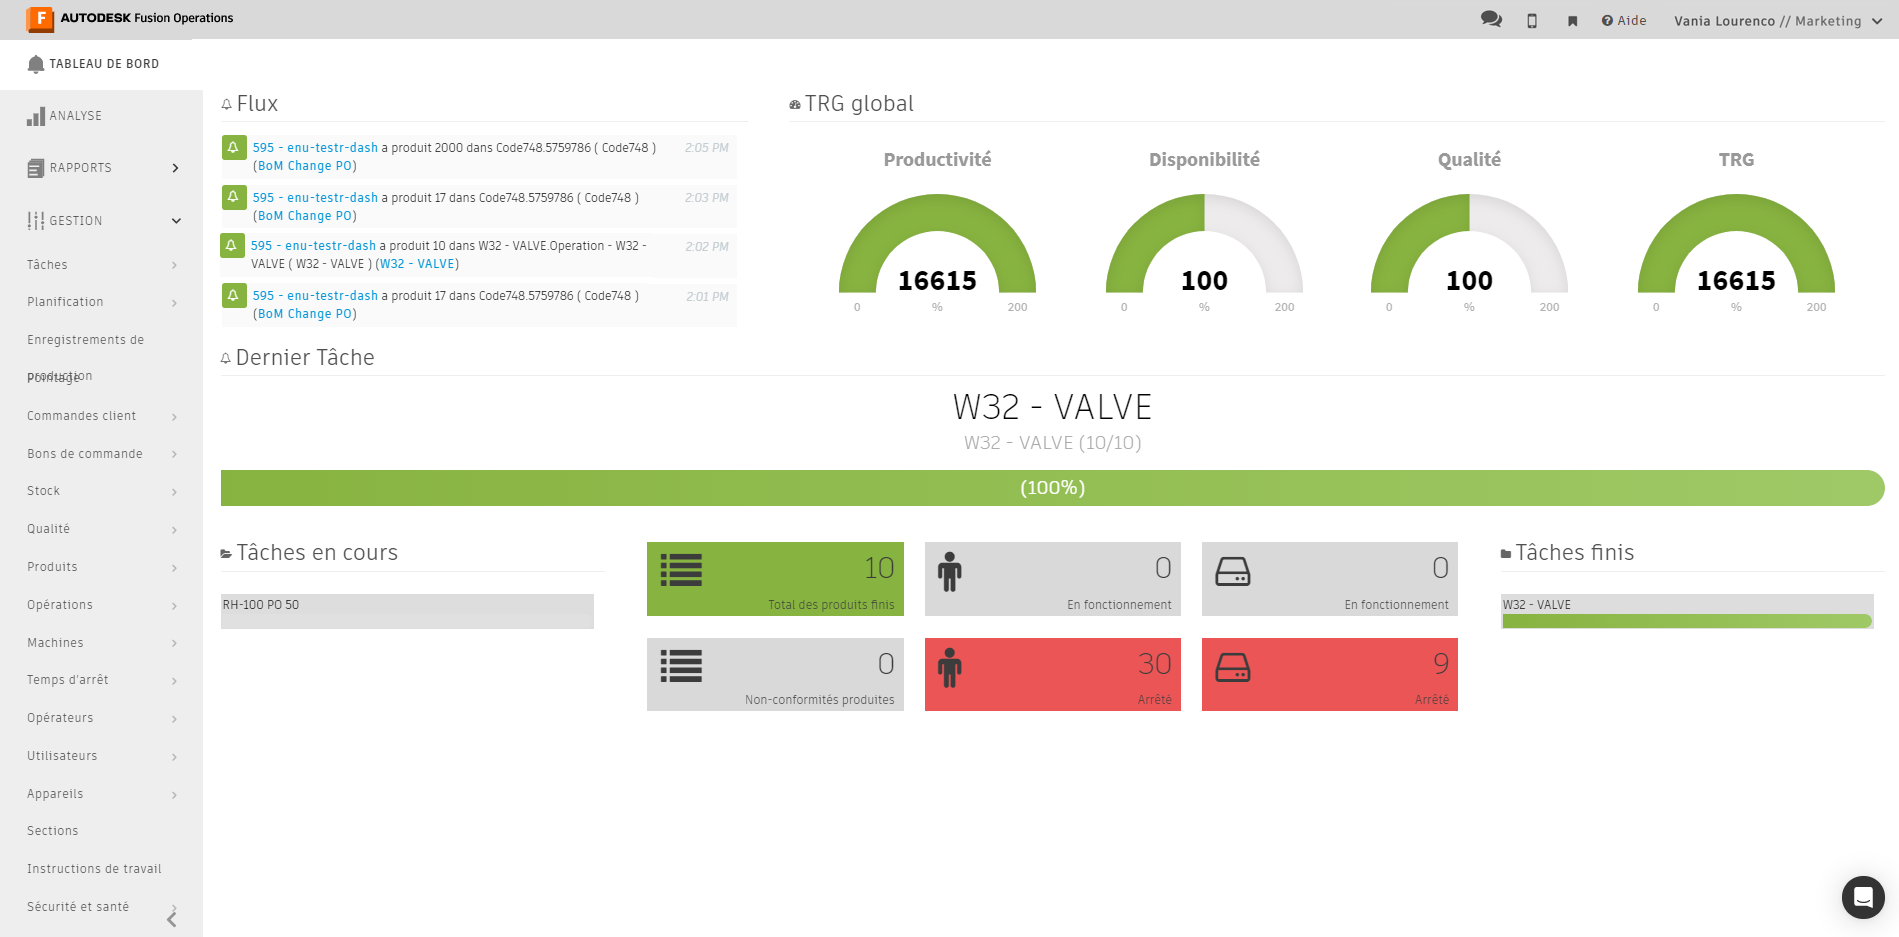 F AUTODESK Fusion Operations
Aide
Vania Lourenco // Marketing
TABLEAU DE BORD
ANALYSE
RAPPORTS
GESTION
Tâches
Planification
Enregistrements de
production
Pointage
Commandes client
Bons de commande
Stock
Qualité
Produits
Opérations
Machines
Temps d'arrêt
Opérateurs
Utilisateurs
Appareils
Sections
Instructions de travail
Sécurité et santé
Flux
595 - enu-testr-dash a produit 2000 dans Code748.5759786 ( Code748 ) 2:05 PM
(BoM Change PO)
595 - enu-testr-dash a produit 17 dans Code748.5759786 ( Code748 ) 2:03 PM
(BoM Change PO)
595 - enu-testr-dash a produit 10 dans W32 - VALVE.Operation - W32 - 2:02 PM
VALVE ( W32 - VALVE ) (W32 - VALVE)
595 - enu-testr-dash a produit 17 dans Code748.5759786 ( Code748 ) 2:01 PM
(BoM Change PO)
TRG global
Productivité
16615
0 % 200
Disponibilité
100
0 % 200
Qualité
100
0 % 200
TRG
16615
0 % 200
Dernier Tâche
W32 - VALVE
W32 - VALVE (10/10)
(100%)
Tâches en cours
RH-100 PO 50
10
Total des produits finis
0
En fonctionnement
0
En fonctionnement
0
Non-conformités produites
30
Arrêté
9
Arrêté
Tâches finis
W32 - VALVE